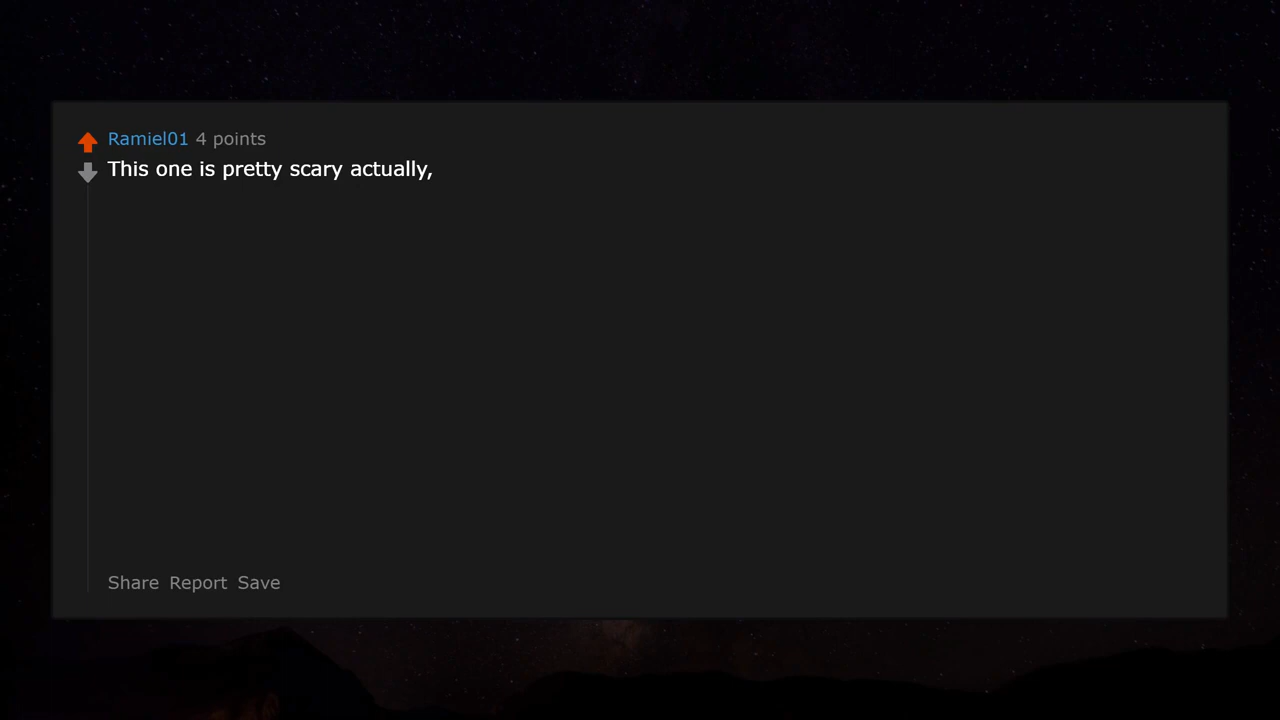 Ramiel01 4 points
This one is pretty scary actually,
Share Report Save